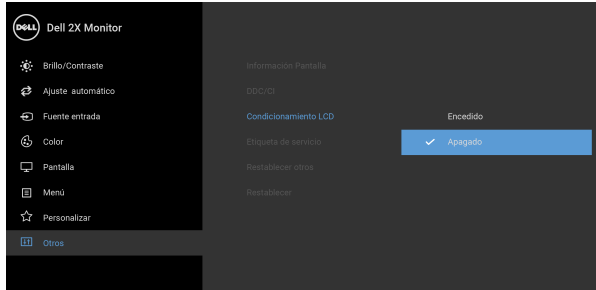 DELL
Dell 2X Monitor
Brillo/Contraste
Ajuste automático
Fuente entrada
Color
Pantalla
Menú
Personalizar
Otros
Información Pantalla
DDC/CI
Condicionamiento LCD
Etiqueta de servicio
Restablecer otros
Restablecer
Encedido
Apagado